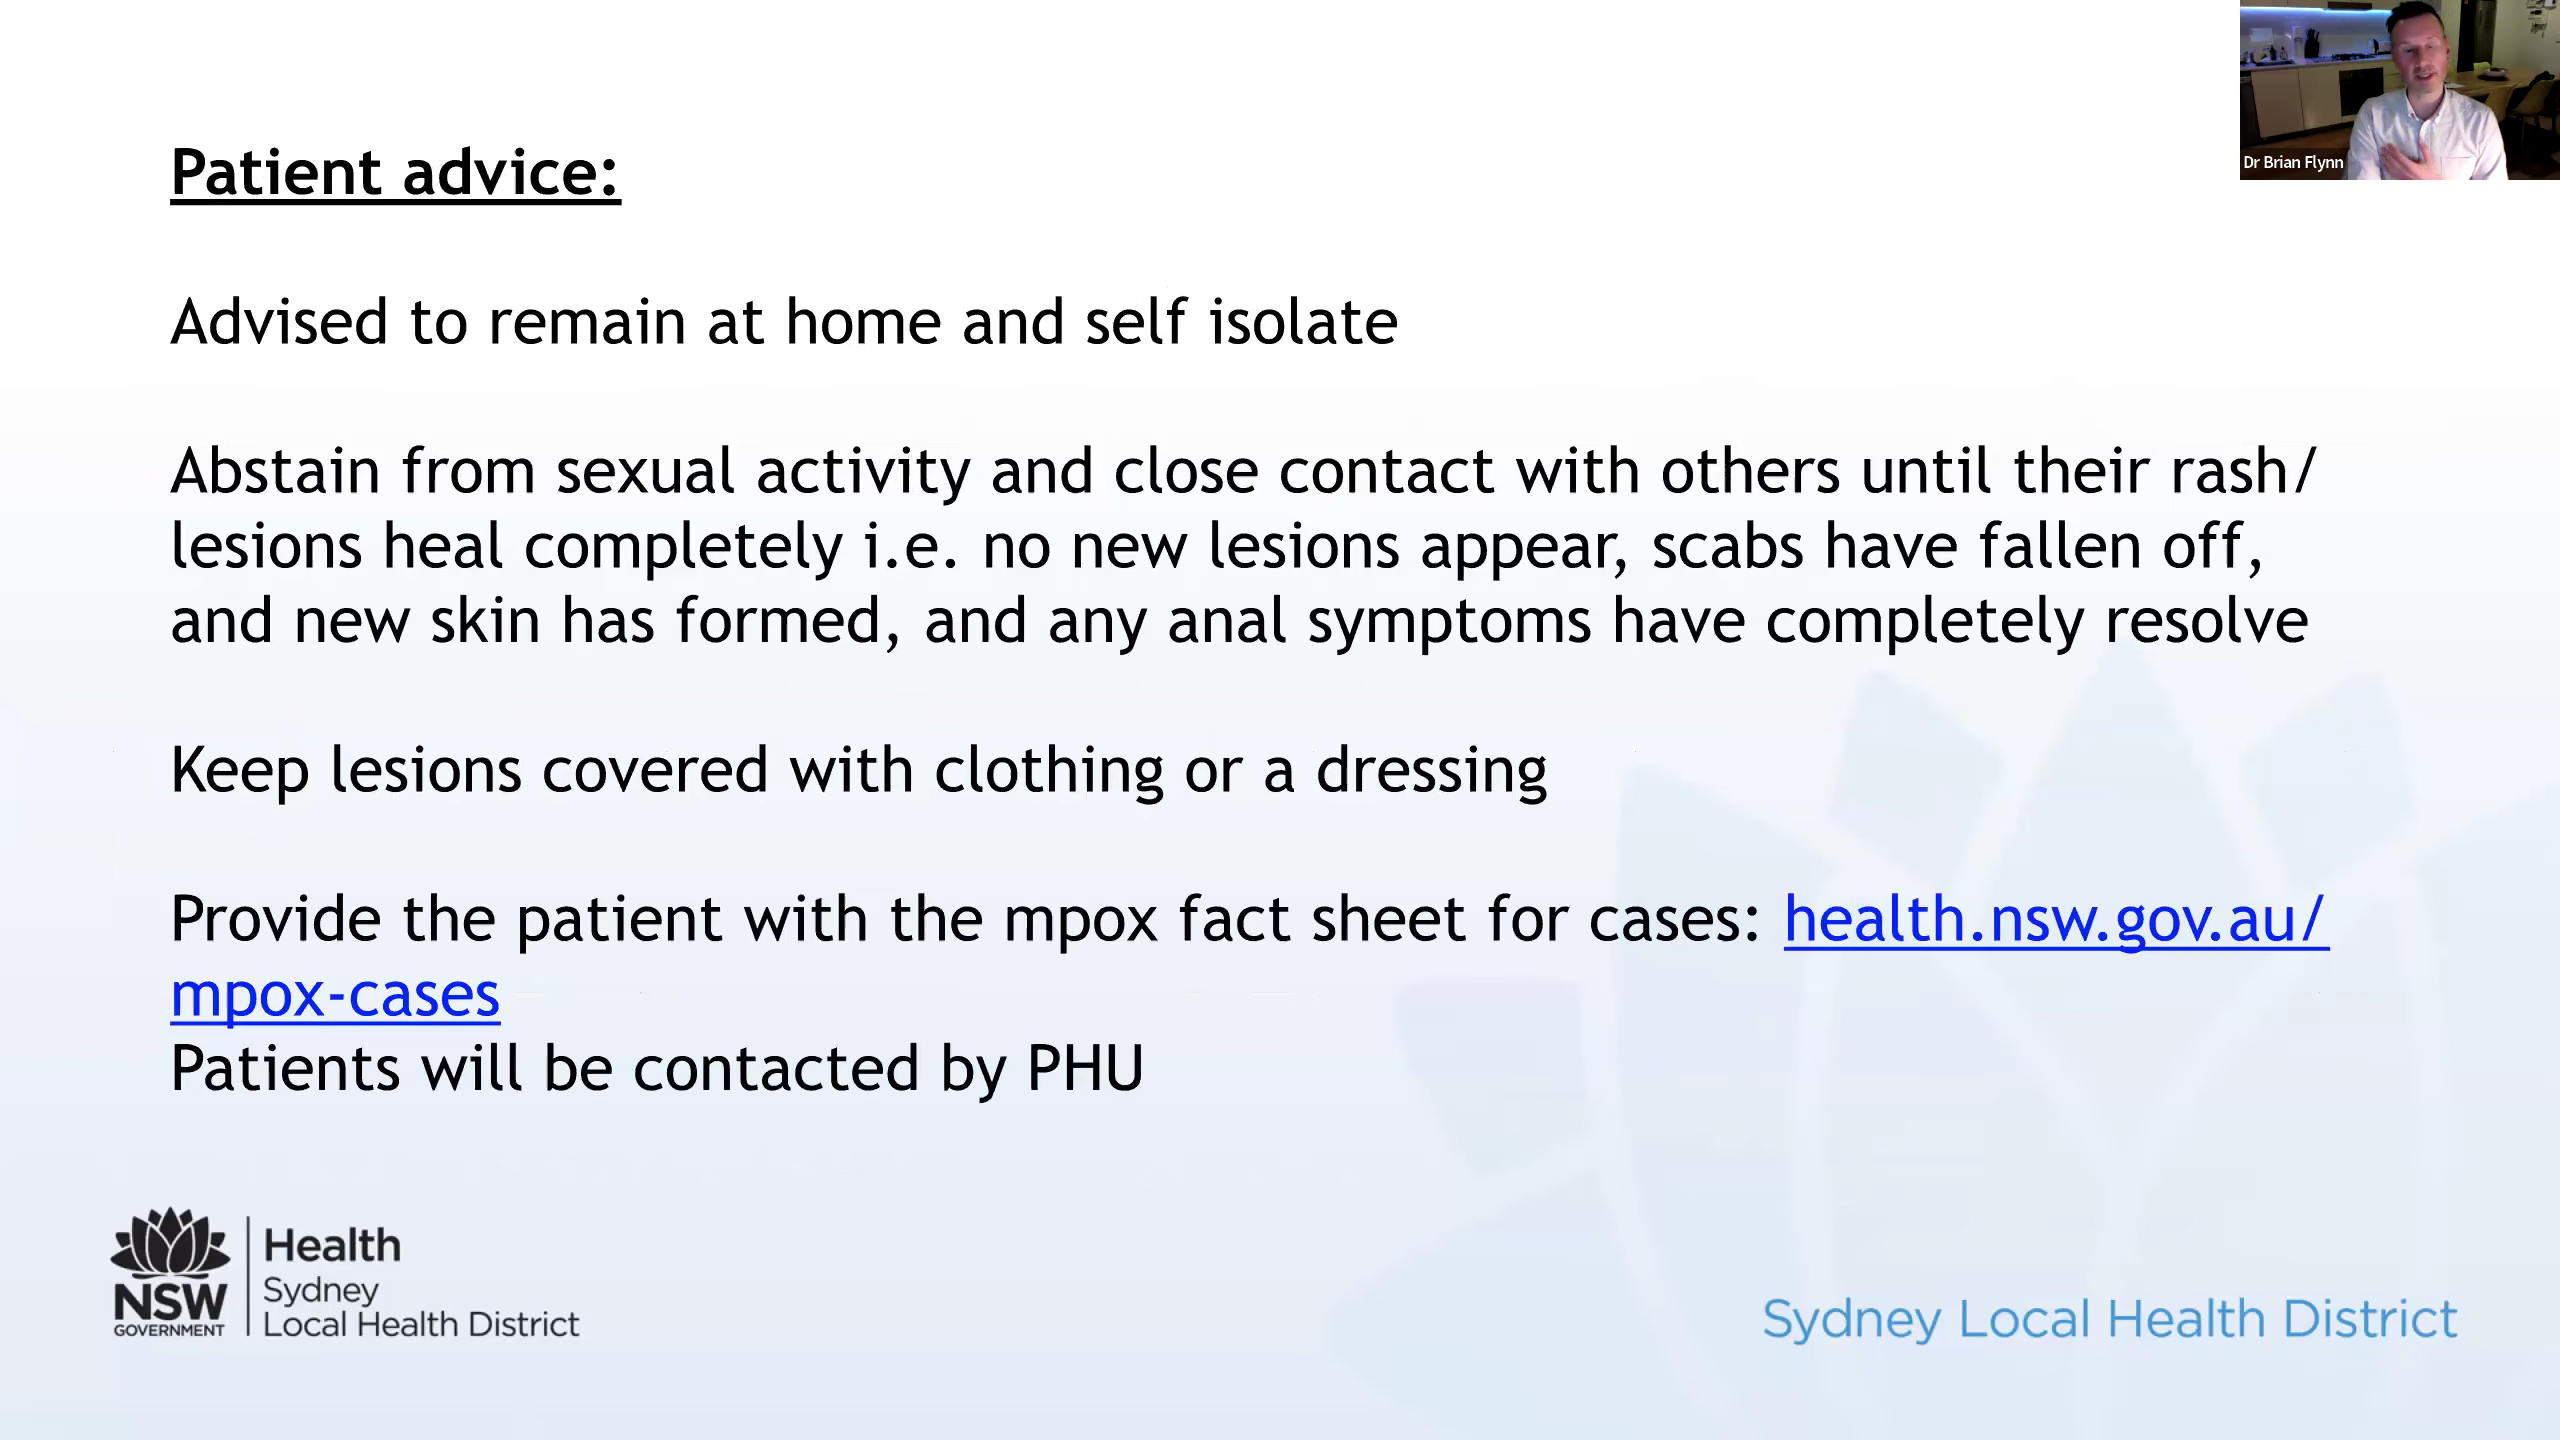 Dr Brian Flynn
Patient advice:
Advised to remain at home and self isolate
Abstain from sexual activity and close contact with others until their rash/
lesions heal completely i.e. no new lesions appear, scabs have fallen off,
and new skin has formed, and any anal symptoms have completely resolve
Keep lesions covered with clothing or a dressing
Provide the patient with the mpox fact sheet for cases: health.nsw.gov.au/
mpox-cases
Patients will be contacted by PHU
NSW
GOVERNMENT
Health
Sydney
Local Health District
Sydney Local Health District